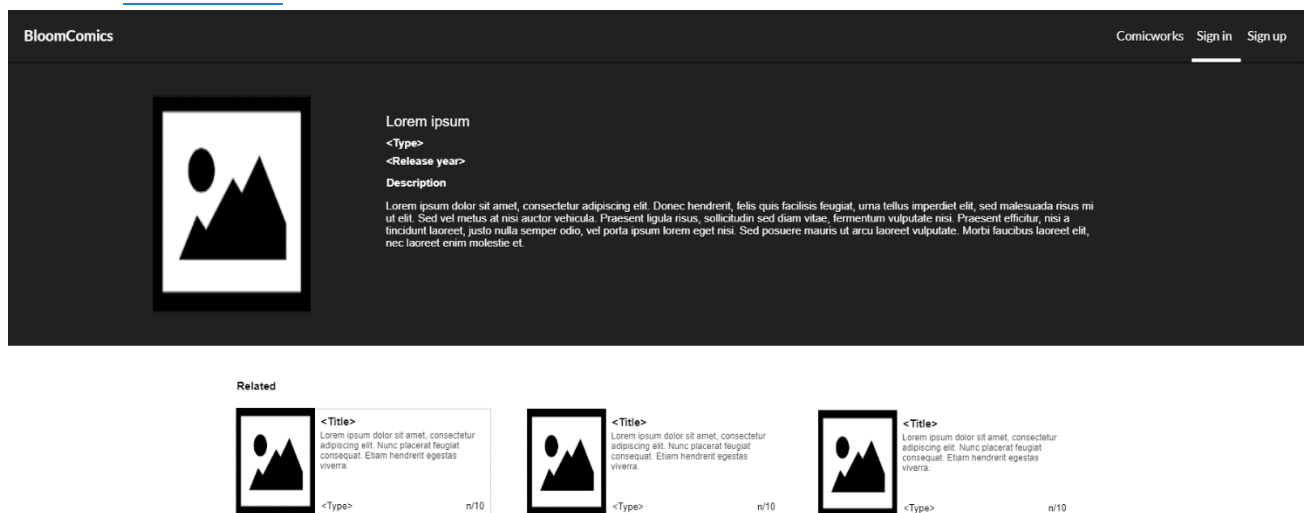 BloomComics
Comicworks Sign in Sign up
Lorem ipsum
<Type>
<Release year>
Description
Lorem ipsum dolor sit amet, consectetur adipiscing elit. Donec hendrerit, felis quis facilisis feugiat, urna tellus imperdiet elit, sed malesuada risus mi
ut elit. Sed vel metus at nisi auctor vehicula. Praesent ligula risus, sollicitudin sed diam vitae, fermentum vulputate nisi. Praesent efficitur, nisi a
tincidunt laoreet, justo nulla semper odio, vel porta ipsum lorem eget nisi. Sed posuere mauris ut arcu laoreet vulputate. Morbi faucibus laoreet elit,
nec laoreet enim molestie et.
Related
<Title>
Lorem ipsum dolor sit amet, consectetur
adipiscing elit. Nunc placerat feugiat
consequat. Etiam hendrerit egestas
viverra.
<Type> n/10
<Title>
Lorem ipsum dolor sit amet, consectetur
adipiscing elit. Nunc placerat feugiat
consequat. Etiam hendrerit egestas
viverra.
<Type> n/10
<Title>
Lorem ipsum dolor sit amet, consectetur
adipiscing elit. Nunc placerat feugiat
consequat. Etiam hendrerit egestas
viverra.
<Type> n/10